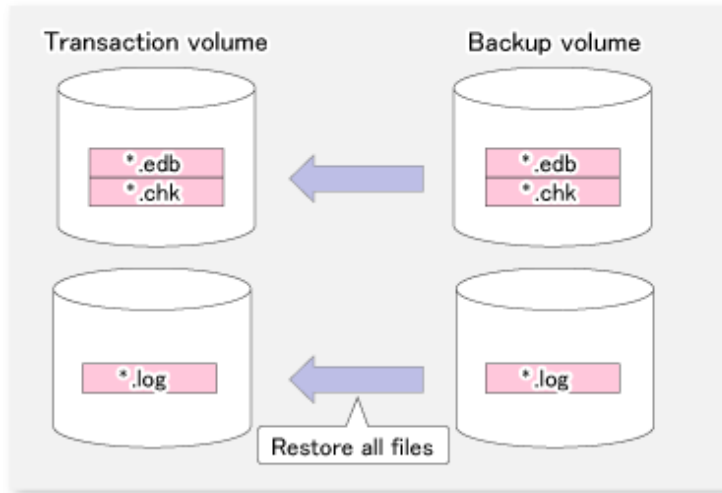 Transaction volume
Backup volume
*.edb
*.chk
*.edb
*.chk
*.log
*.log
Restore all files